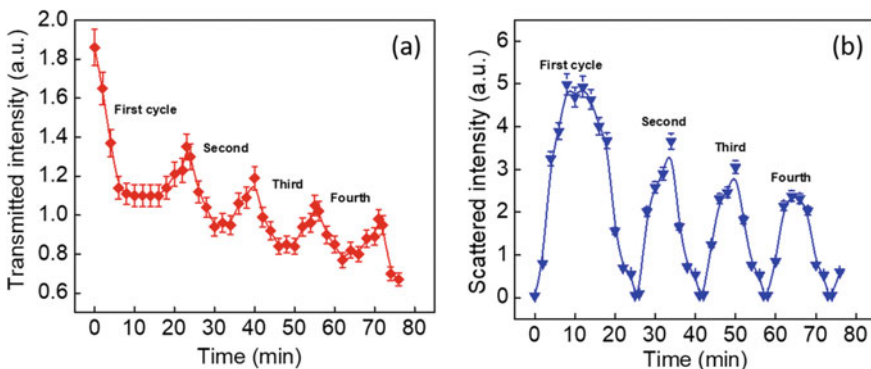 (a)
Transmitted intensity (a.u.)
2.0
1.8
1.6
1.4
1.2
1.0
0.8
0.6
First cycle
Second
Third
Fourth
0 10 20 30 40 50 60 70 80
Time (min)
(b)
Scattered intensity (a.u.)
6
5
4
3
2
1
0
First cycle
Second
Third
Fourth
0 10 20 30 40 50 60 70 80
Time (min)